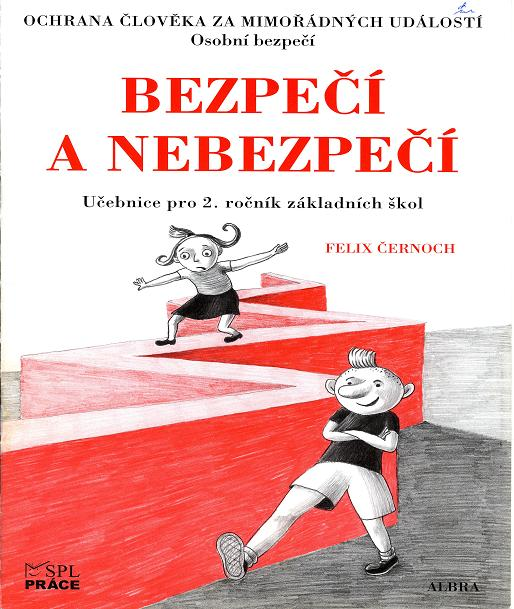 OCHRANA ČLOVĚKA ZA MIMOŘÁDNÝCH UDÁLOSTÍ
Osobní bezpečí
BEZPEČÍ
A NEBEZPEČÍ
Učebnice pro 2. ročník základních škol
FELIX ČERNOCH
SPL
PRÁCE
ALBRA